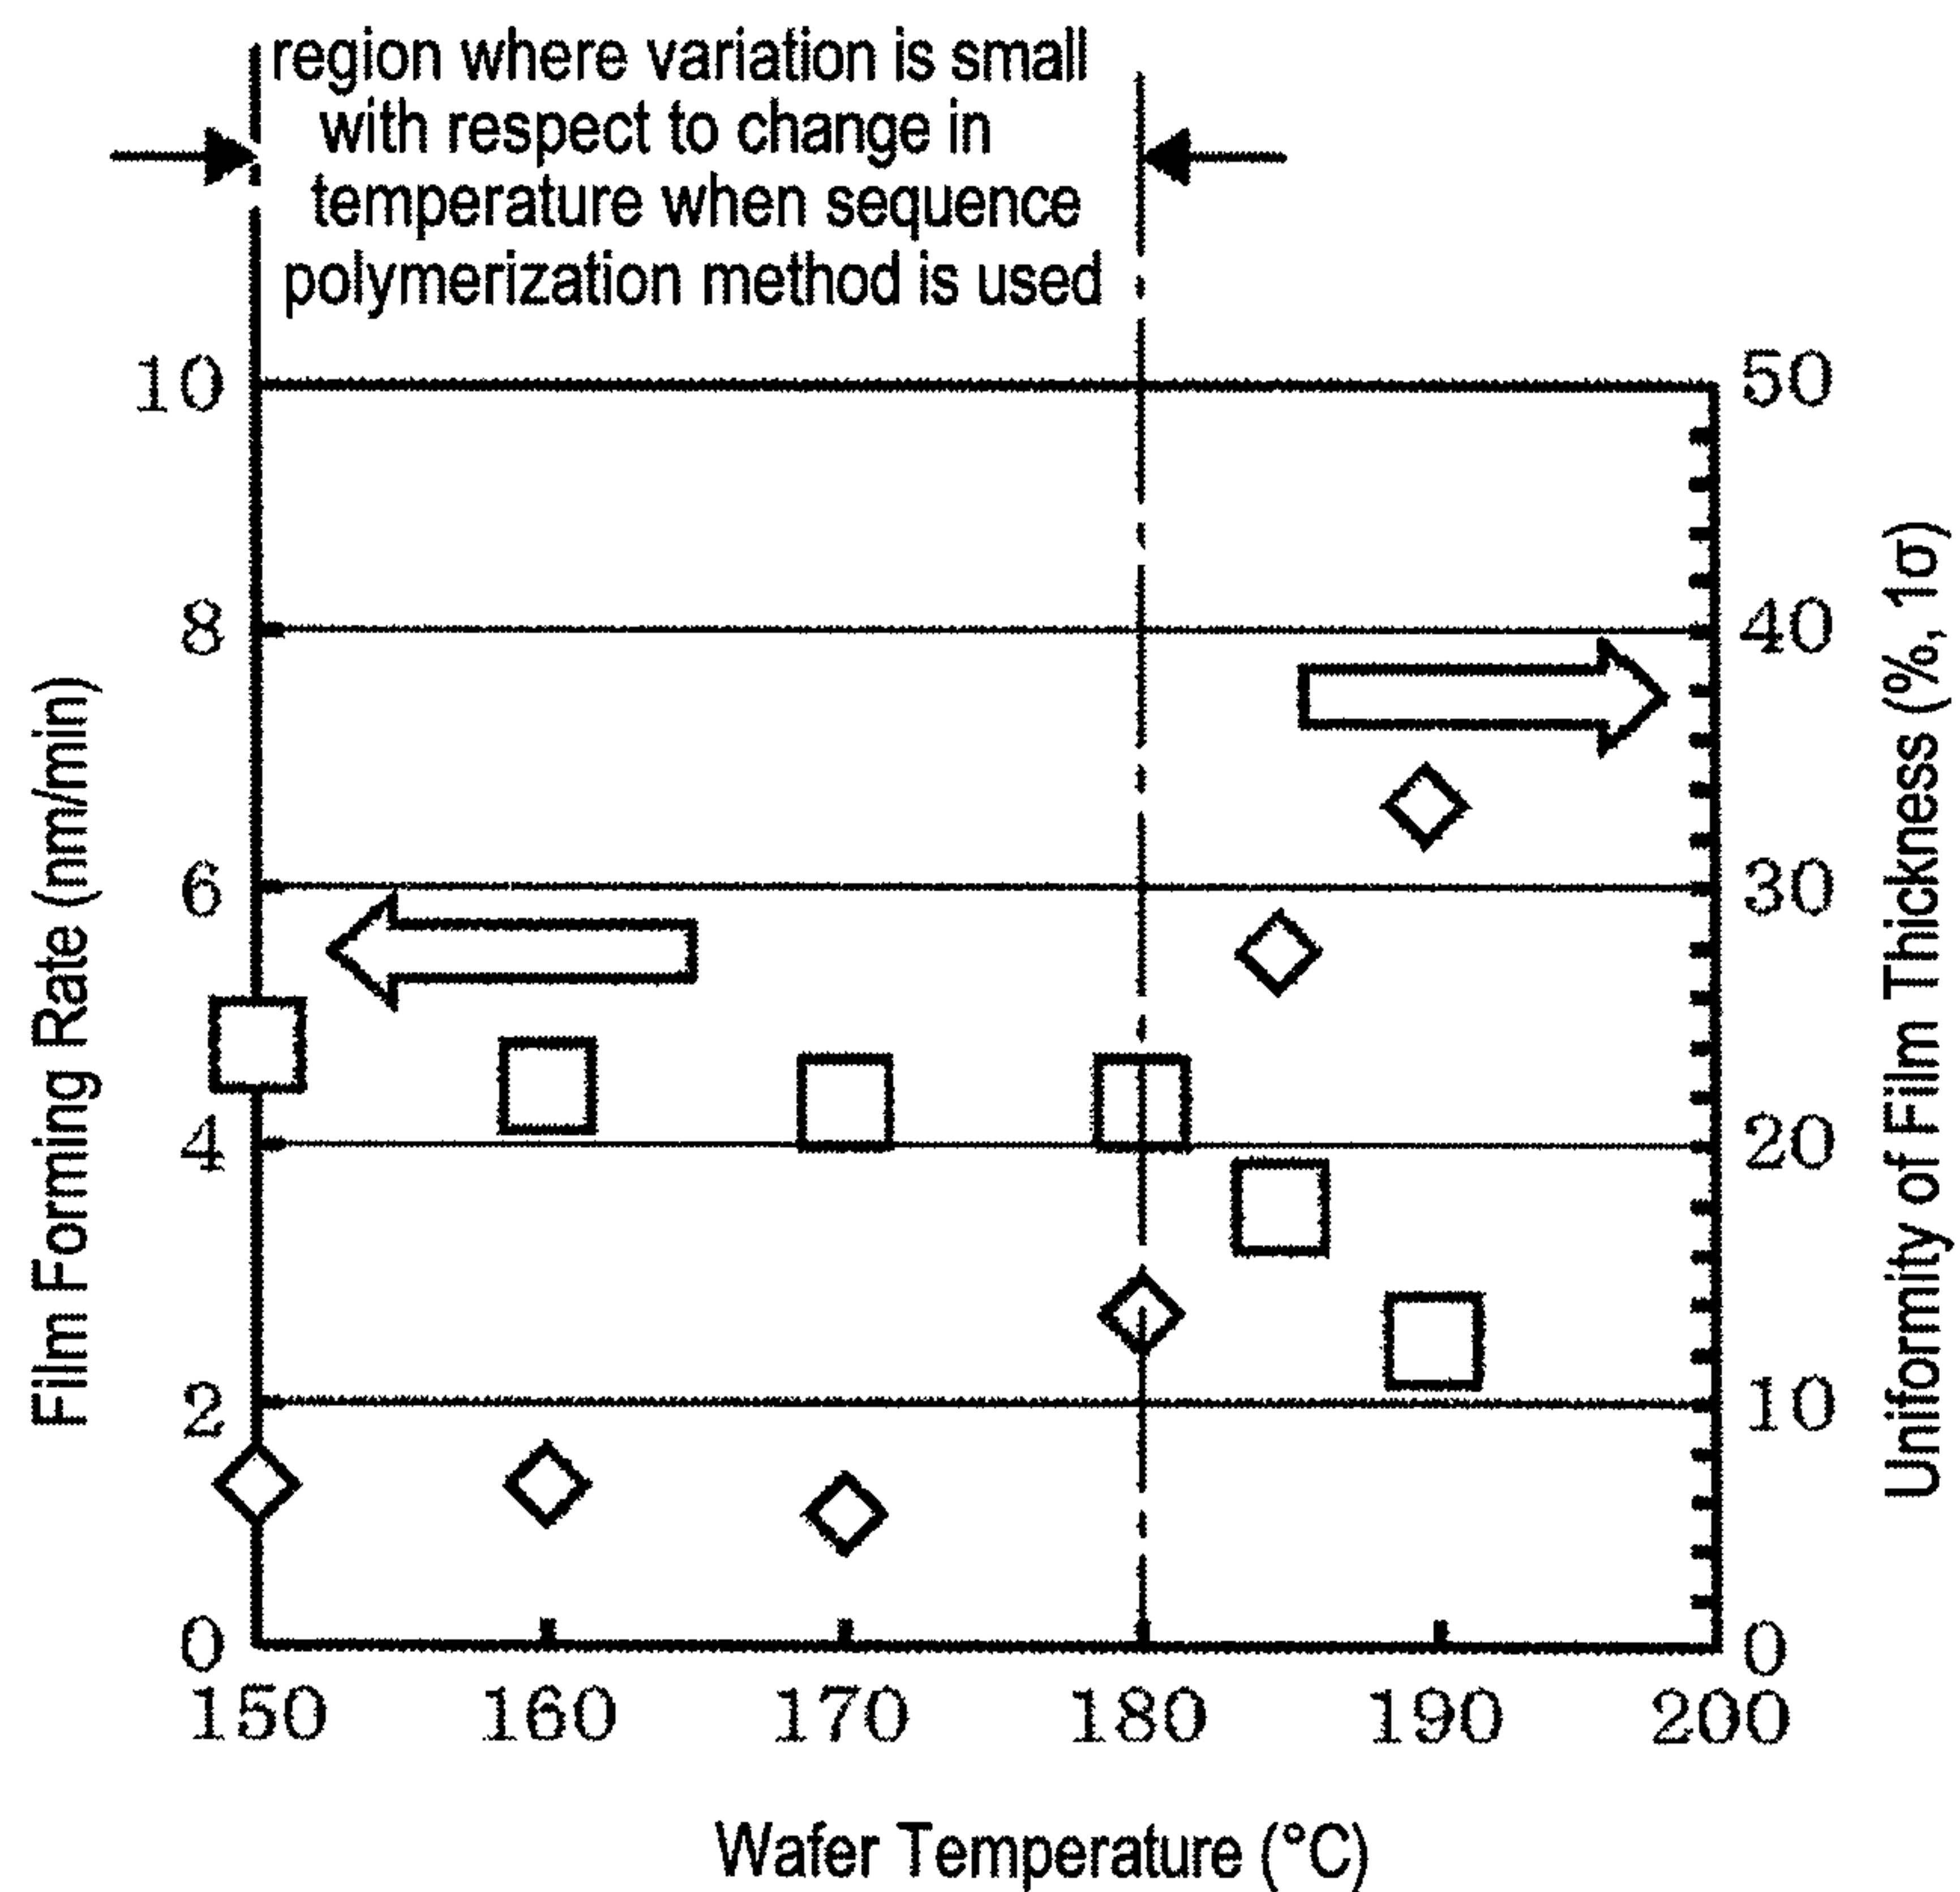 region where variation is small
with respect to change in
temperature when sequence
polymerization method is used
10
8
6
4
2
0
50
40
30
20
10
0
150 160 170 180 190 200
Film Forming Rate (nm/min)
Uniformity of Film Thickness (%, 1σ)
Wafer Temperature (°C)